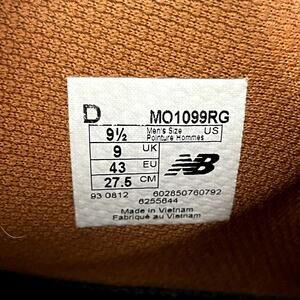 D MO1099RG
9½ Men's Size Pointure Hommes US
9 UK
43 EU
27.5 CM
NB
93 0812 602850760792
6255644
Made in Vietnam
Fabriqué au Vietnam